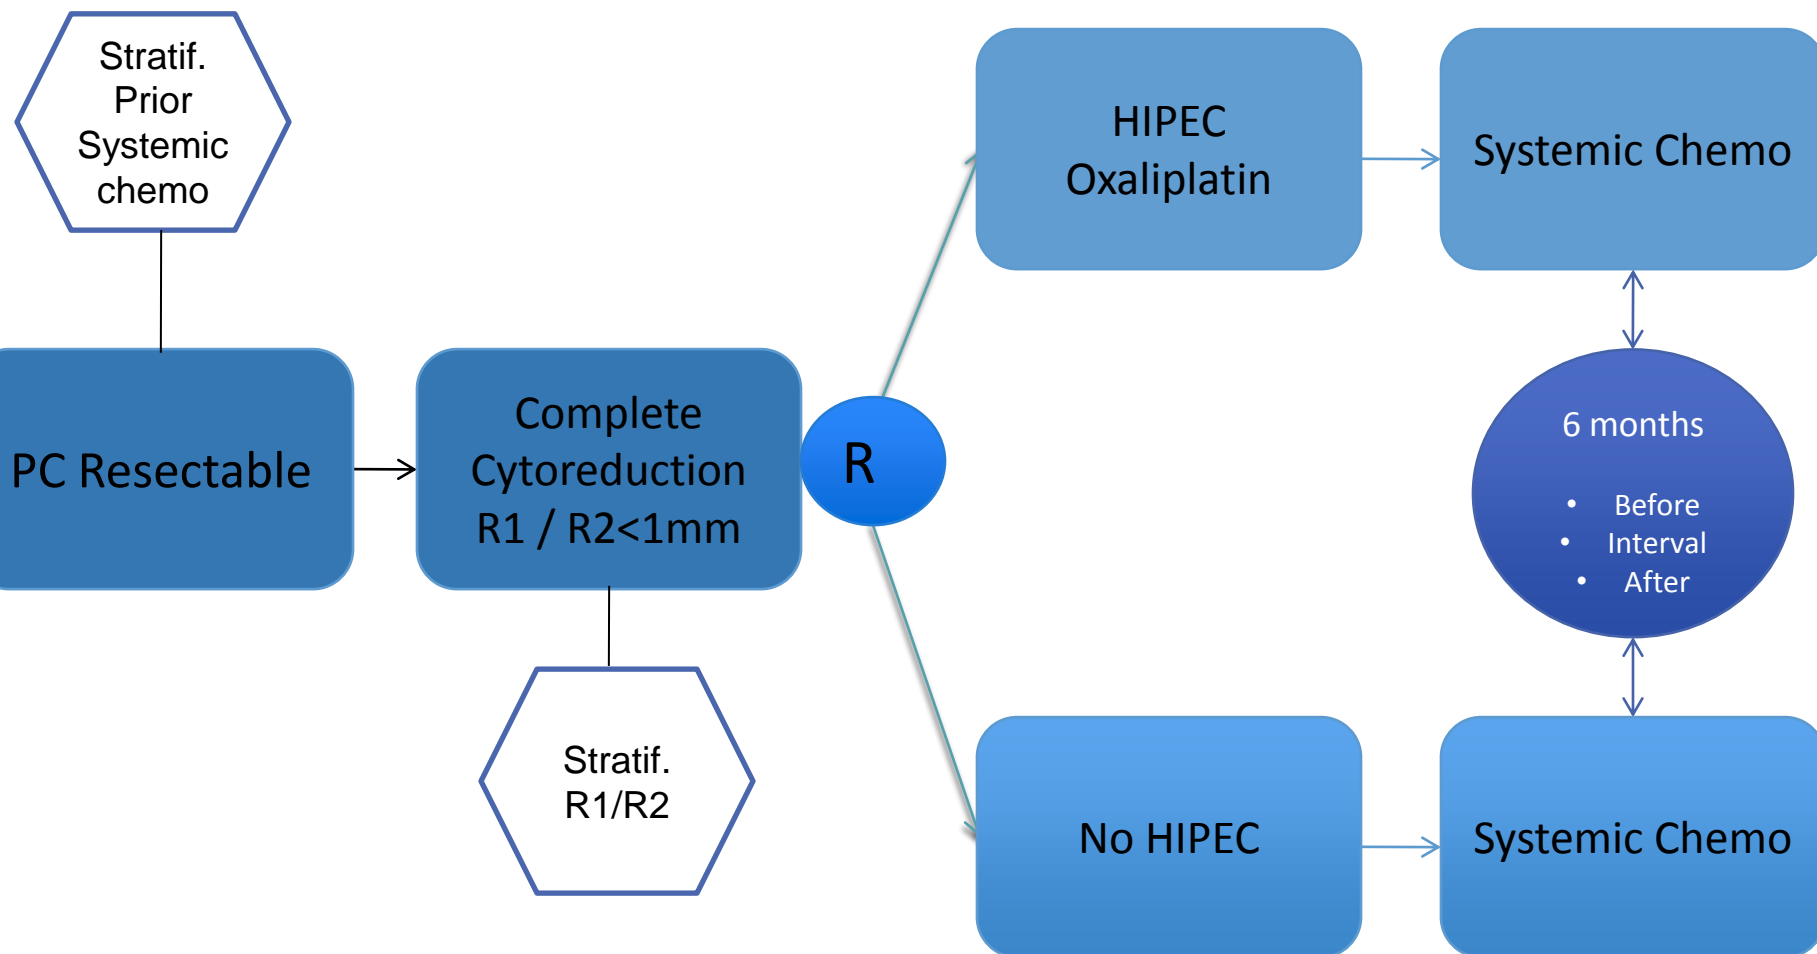 Stratif.
Prior
Systemic
chemo
PC Resectable
Complete
Cytoreduction
R1 / R2<1mm
Stratif.
R1/R2
R
HIPEC
Oxaliplatin
Systemic Chemo
6 months
• Before
• Interval
• After
No HIPEC
Systemic Chemo